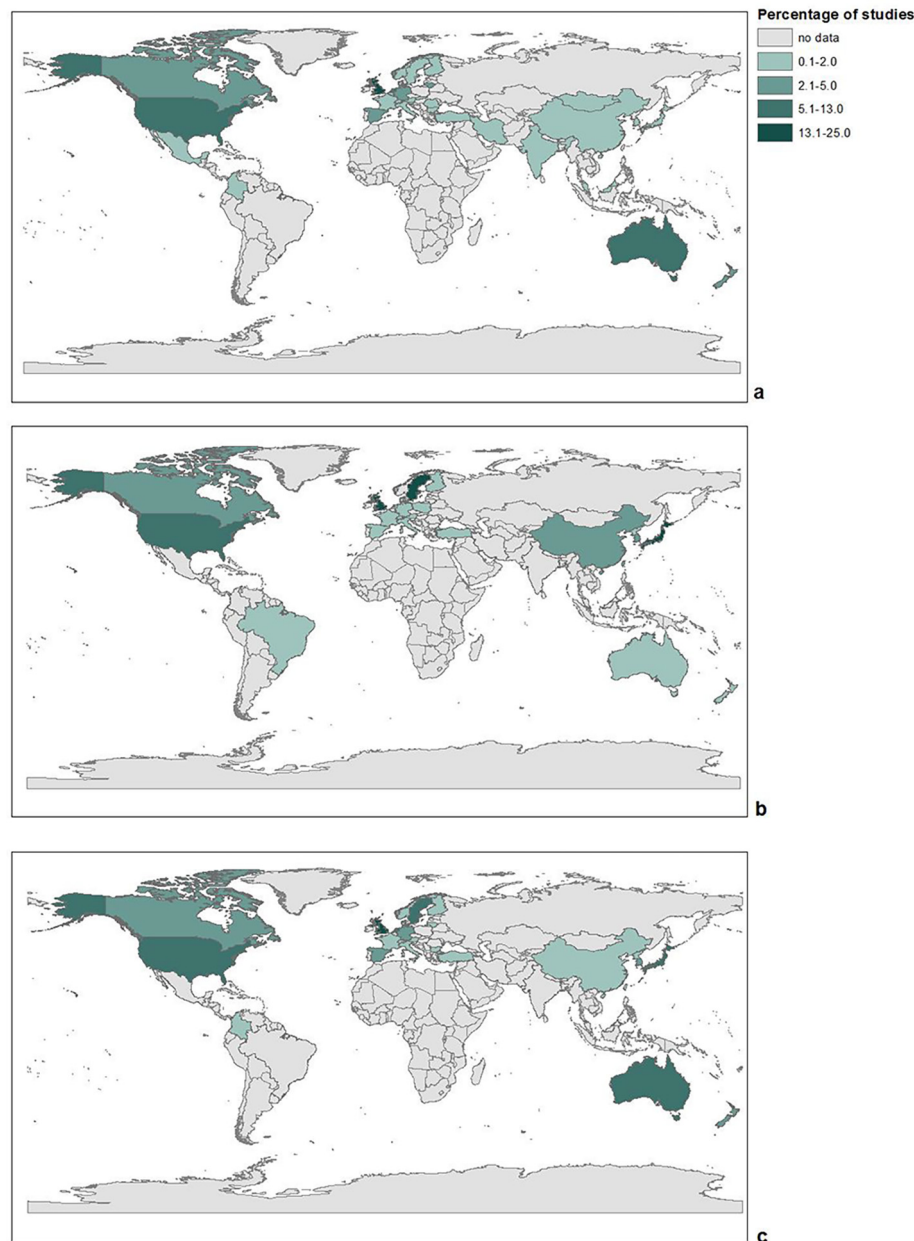 Percentage of studies
no data
0.1-2.0
2.1-5.0
5.1-13.0
13.1-25.0
a
b
c